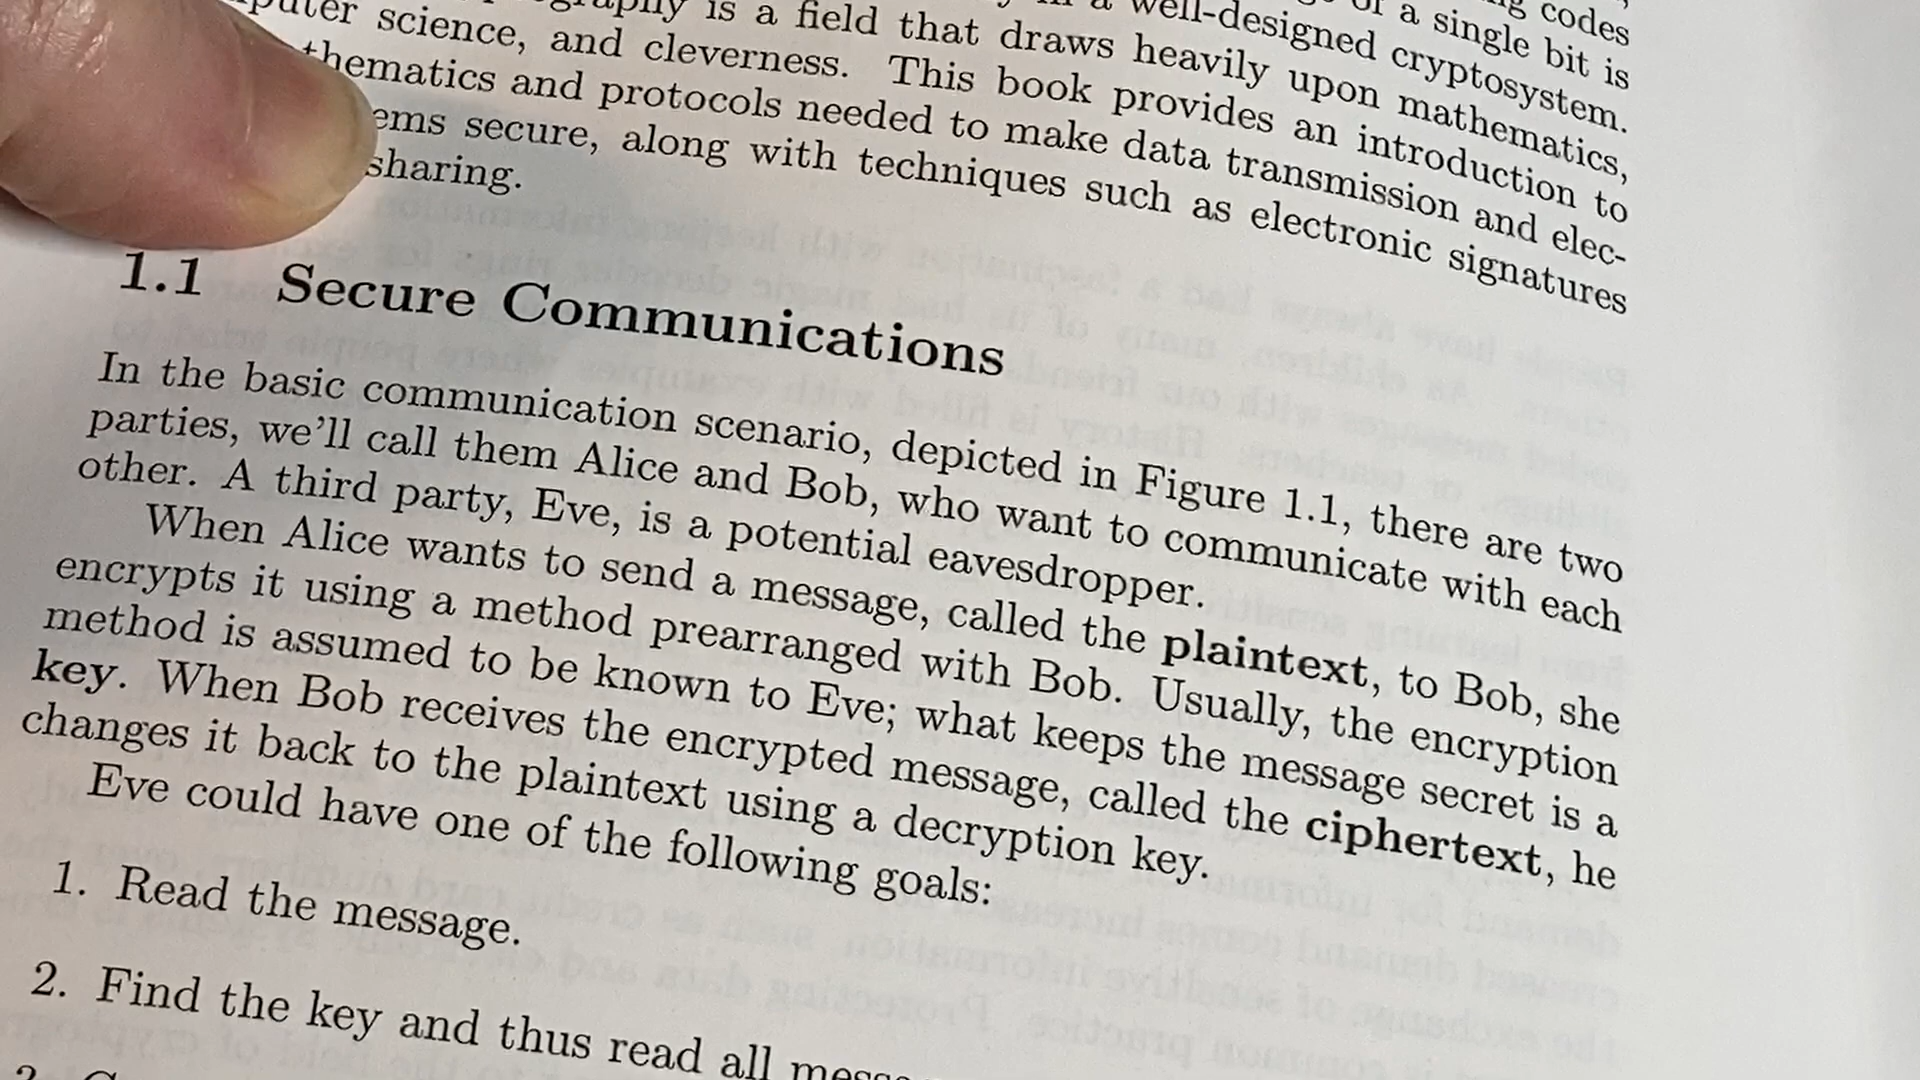 ng codes
of a single bit is
in a well-designed cryptosystem.
is a field that draws heavily upon mathematics,
puter science, and cleverness. This book provides an introduction to
thematics and protocols needed to make data transmission and elec-
ems secure, along with techniques such as electronic signatures
sharing.
1.1 Secure Communications
In the basic communication scenario, depicted in Figure 1.1, there are two
parties, we'll call them Alice and Bob, who want to communicate with each
other. A third party, Eve, is a potential eavesdropper.
When Alice wants to send a message, called the plaintext, to Bob, she
encrypts it using a method prearranged with Bob. Usually, the encryption
method is assumed to be known to Eve; what keeps the message secret is a
key. When Bob receives the encrypted message, called the ciphertext, he
changes it back to the plaintext using a decryption key.
Eve could have one of the following goals:
1. Read the message.
2. Find the key and thus read all